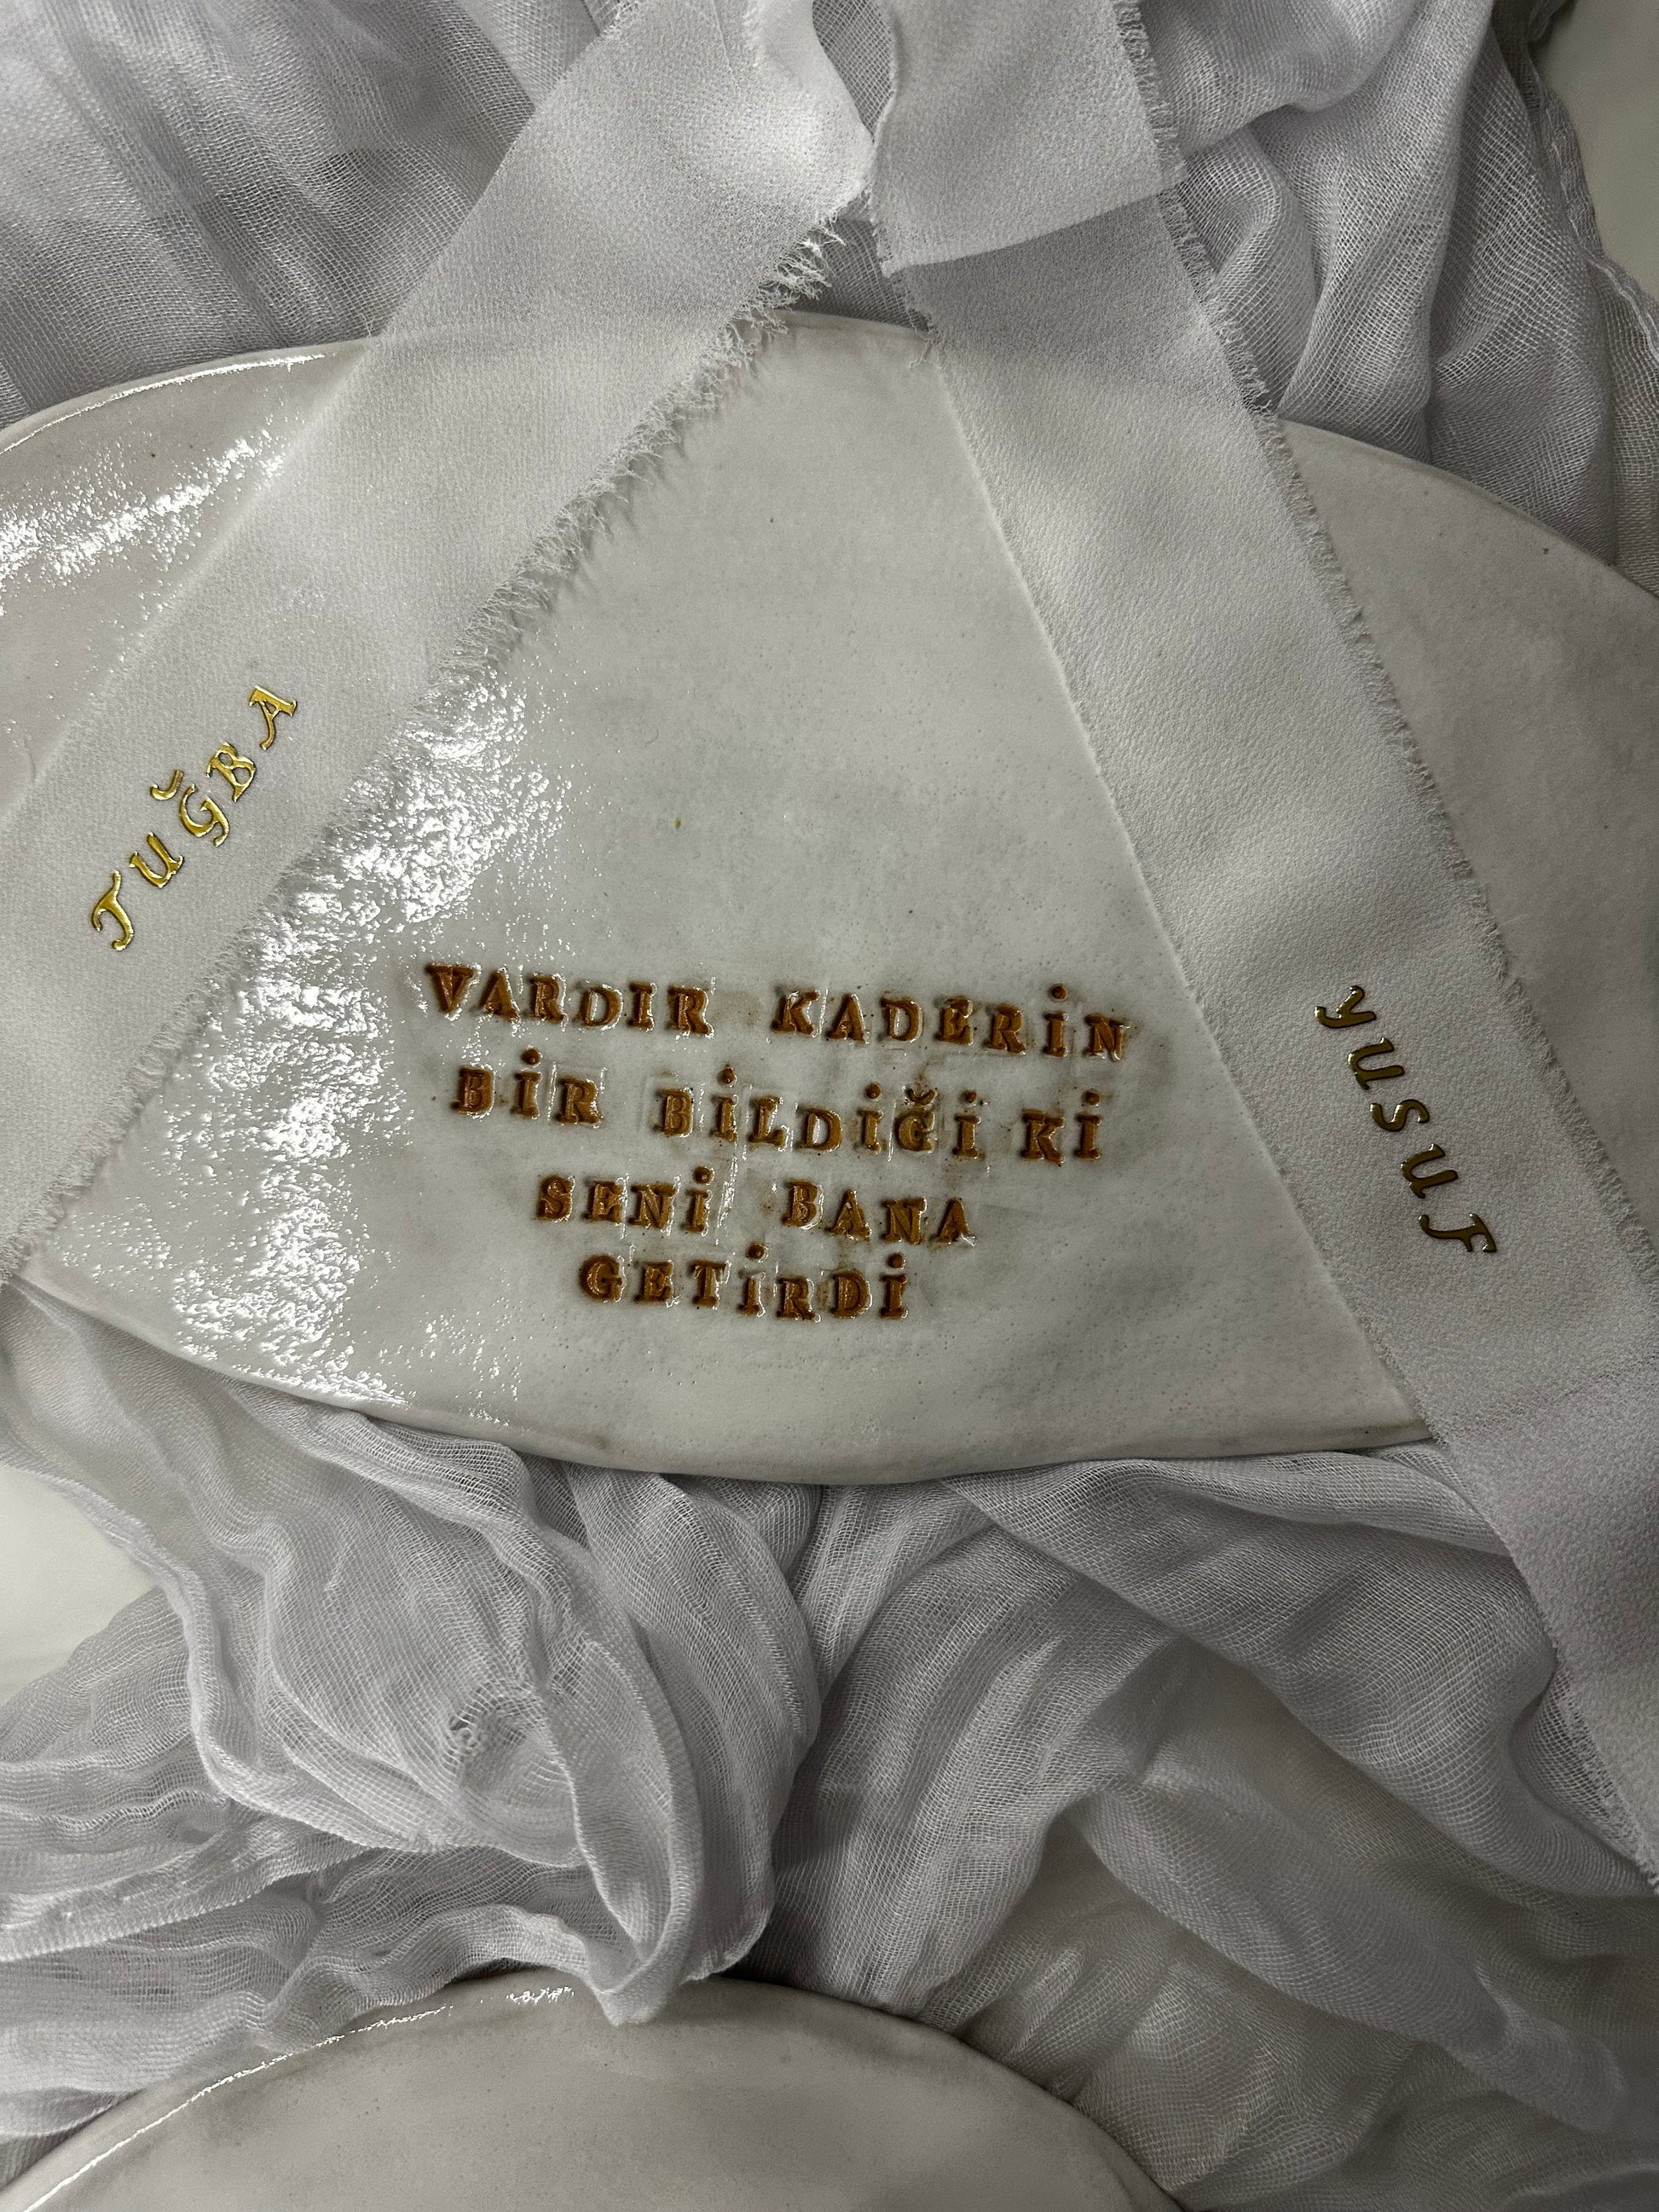 TUĞBA
VARDIR KADERİN
BİR BİLDİĞİ Kİ
SENİ BANA
GETİRDİ
YUSUF